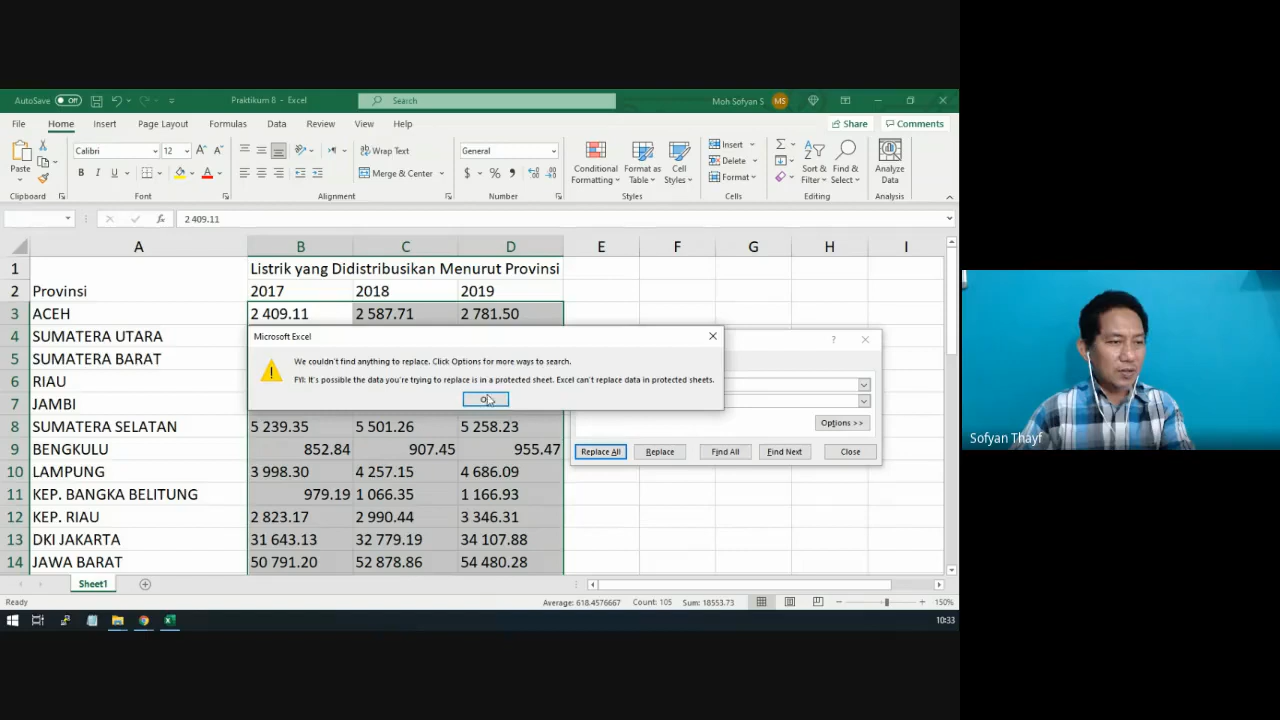 AutoSave Off Praktikum 8 - Excel Search Moh Sofyan S MS
File Home Insert Page Layout Formulas Data Review View Help Share Comments
Paste Calibri 12 Wrap Text General Insert
B I U Merge & Center $ % Conditional Formatting Format as Table Cell Styles Delete Format Sort & Filter Find & Select Analyze Data
Clipboard Font Alignment Number Styles Cells Editing Analysis
fx 2 409.11
A B C D E F G H I
1 Listrik yang Didistribusikan Menurut Provinsi
2 Provinsi 2017 2018 2019
3 ACEH 2 409.11 2 587.71 2 781.50
4 SUMATERA UTARA
5 SUMATERA BARAT
6 RIAU
7 JAMBI
8 SUMATERA SELATAN 5 239.35 5 501.26 5 258.23
9 BENGKULU 852.84 907.45 955.47
10 LAMPUNG 3 998.30 4 257.15 4 686.09
11 KEP. BANGKA BELITUNG 979.19 1 066.35 1 166.93
12 KEP. RIAU 2 823.17 2 990.44 3 346.31
13 DKI JAKARTA 31 643.13 32 779.19 34 107.88
14 JAWA BARAT 50 791.20 52 878.86 54 480.28
Microsoft Excel
We couldn't find anything to replace. Click Options for more ways to search.
FYI: It's possible the data you're trying to replace is in a protected sheet. Excel can't replace data in protected sheets.
Options >>
Replace All Replace Find All Find Next Close
Sheet1
Ready Average: 618.4576667 Count: 105 Sum: 18553.73 150%
10:33
Sofyan Thayf